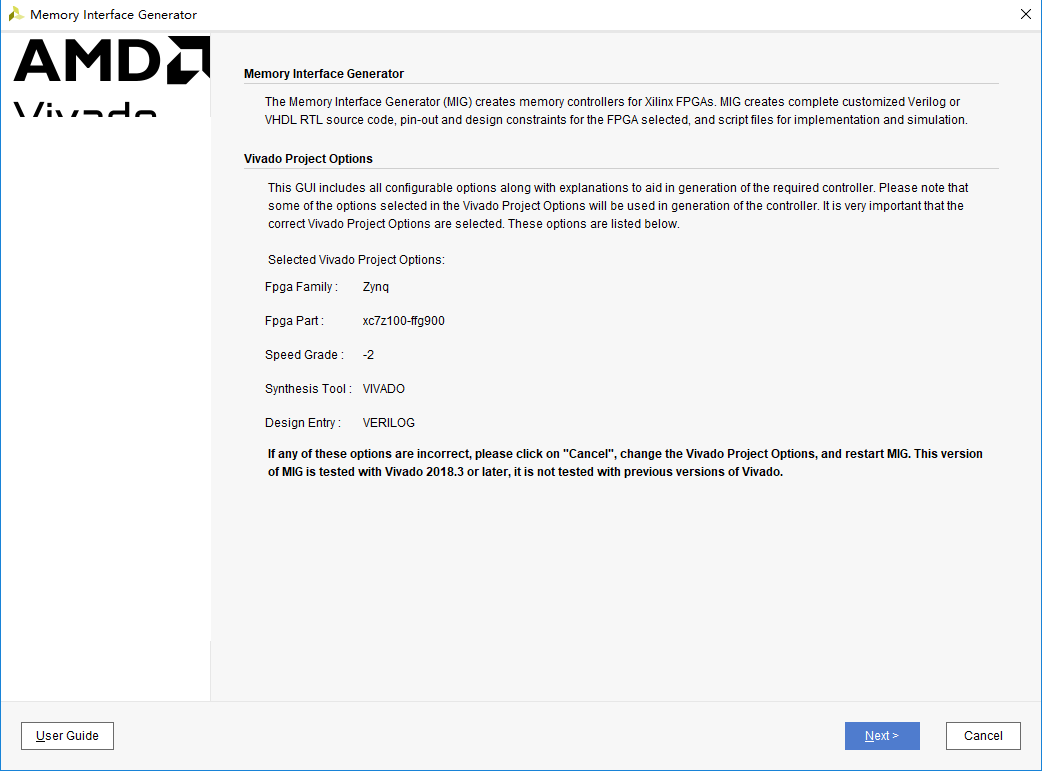 Memory Interface Generator
AMD
Vivado
Memory Interface Generator
The Memory Interface Generator (MIG) creates memory controllers for Xilinx FPGAs. MIG creates complete customized Verilog or
VHDL RTL source code, pin-out and design constraints for the FPGA selected, and script files for implementation and simulation.
Vivado Project Options
This GUI includes all configurable options along with explanations to aid in generation of the required controller. Please note that
some of the options selected in the Vivado Project Options will be used in generation of the controller. It is very important that the
correct Vivado Project Options are selected. These options are listed below.
Selected Vivado Project Options:
Fpga Family : Zynq
Fpga Part : xc7z100-ffg900
Speed Grade : -2
Synthesis Tool : VIVADO
Design Entry : VERILOG
If any of these options are incorrect, please click on "Cancel", change the Vivado Project Options, and restart MIG. This version
of MIG is tested with Vivado 2018.3 or later, it is not tested with previous versions of Vivado.
User Guide
Next >
Cancel